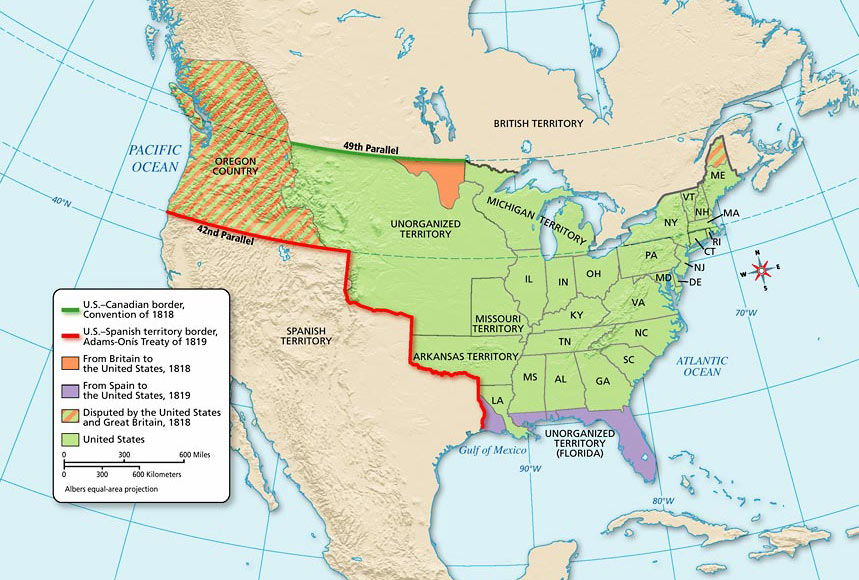 BRITISH TERRITORY
49th Parallel
PACIFIC
OCEAN
OREGON
COUNTRY
ME
40°N
VT
NH
MA
MICHIGAN TERRITORY
NY
RI
CT
UNORGANIZED
TERRITORY
42nd Parallel
PA
N
W
E
S
NJ
MD
DE
IL
IN
OH
VA
70°W
KY
MISSOURI
TERRITORY
SPANISH
TERRITORY
NC
TN
ARKANSAS TERRITORY
SC
ATLANTIC
OCEAN
MS
AL
GA
LA
UNORGANIZED
TERRITORY
(FLORIDA)
Gulf of Mexico
90°W
80°W
U.S.–Canadian border,
Convention of 1818
U.S.–Spanish territory border,
Adams-Onís Treaty of 1819
From Britain to
the United States, 1818
From Spain to
the United States, 1819
Disputed by the United States
and Great Britain, 1818
United States
0 300 600 Miles
0 300 600 Kilometers
Albers equal-area projection